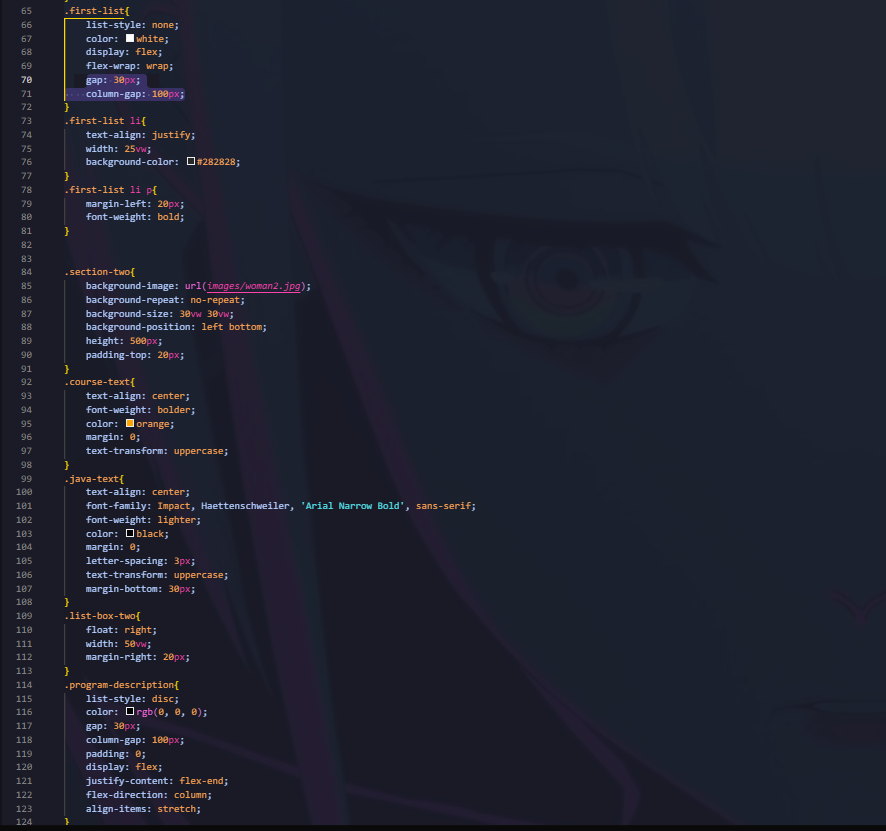 65 .first-list{
66 list-style: none;
67 color: white;
68 display: flex;
69 flex-wrap: wrap;
70 gap: 30px;
71 column-gap: 100px;
72 }
73 .first-list li{
74 text-align: justify;
75 width: 25vw;
76 background-color: #282828;
77 }
78 .first-list li p{
79 margin-left: 20px;
80 font-weight: bold;
81 }
82
83
84 .section-two{
85 background-image: url(images/woman2.jpg);
86 background-repeat: no-repeat;
87 background-size: 30vw 30vw;
88 background-position: left bottom;
89 height: 500px;
90 padding-top: 20px;
91 }
92 .course-text{
93 text-align: center;
94 font-weight: bolder;
95 color: orange;
96 margin: 0;
97 text-transform: uppercase;
98 }
99 .java-text{
100 text-align: center;
101 font-family: Impact, Haettenschweiler, 'Arial Narrow Bold', sans-serif;
102 font-weight: lighter;
103 color: black;
104 margin: 0;
105 letter-spacing: 3px;
106 text-transform: uppercase;
107 margin-bottom: 30px;
108 }
109 .list-box-two{
110 float: right;
111 width: 50vw;
112 margin-right: 20px;
113 }
114 .program-description{
115 list-style: disc;
116 color: rgb(0, 0, 0);
117 gap: 30px;
118 column-gap: 100px;
119 padding: 0;
120 display: flex;
121 justify-content: flex-end;
122 flex-direction: column;
123 align-items: stretch;
124 }